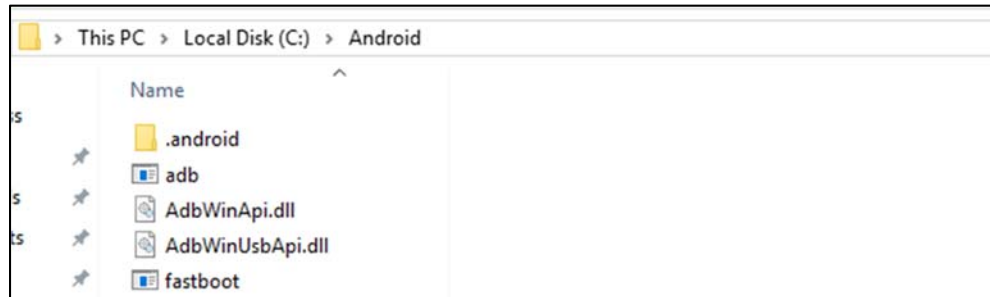 This PC > Local Disk (C:) > Android
Name
.android
adb
AdbWinApi.dll
AdbWinUsbApi.dll
fastboot